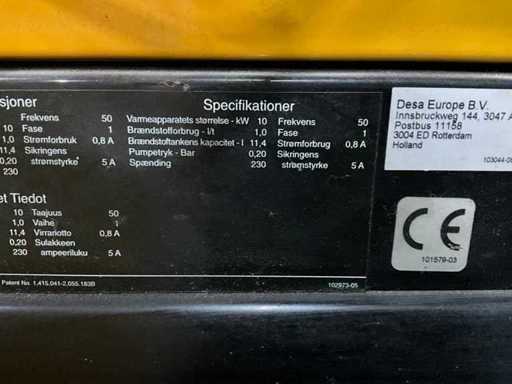 sjoner
Frekvens 50
10 Fase 1
1,0 Strømforbruk 0,8 A
11,4 Sikringens
0,20 strømstyrke 5 A
230
et Tiedot
10 Taajuus 50
1,0 Vaihe 1
11,4 Virrariotto 0,8 A
0,20 Sulakkeen
230 ampeeriluku 5 A
Patent No. 1.415.041-2.055.183B
Specifikationer
Varmeapparatets størrelse - kW 10 Frekvens 50
Brændstofforbrug - l/t 1,0 Fase 1
Brændstoftankens kapacitet - l 11,4 Strømforbrug 0,8 A
Pumpetryk - Bar 0,20 Sikringens
Spænding 230 strømstyrke 5 A
102973-05
Desa Europe B.V.
Innsbruckweg 144, 3047 A
Postbus 11158
3004 ED Rotterdam
Holland
103044-0
CE
101579-03